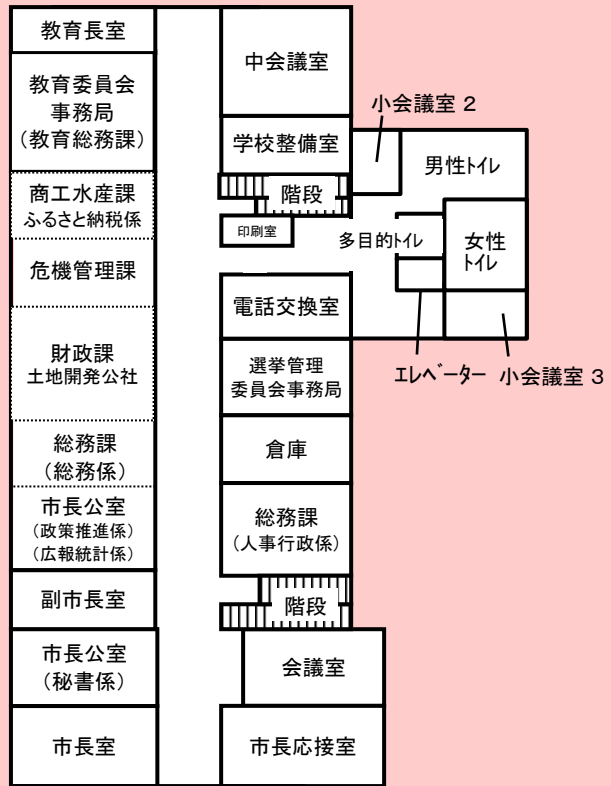 教育長室
教育委員会
事務局
(教育総務課)
商工水産課
ふるさと納税係
危機管理課
財政課
土地開発公社
総務課
(総務係)
市長公室
(政策推進係)
(広報統計係)
副市長室
市長公室
(秘書係)
市長室
中会議室
学校整備室
階段
印刷室
電話交換室
選挙管理
委員会事務局
倉庫
総務課
(人事行政係)
階段
会議室
市長応接室
小会議室 2
男性トイレ
多目的トイレ
女性
トイレ
エレベーター
小会議室 3